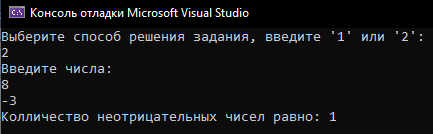 Консоль отладки Microsoft Visual Studio
Выберите способ решения задания, введите '1' или '2':
2
Введите числа:
8
-3
Колличество неотрицательных чисел равно: 1